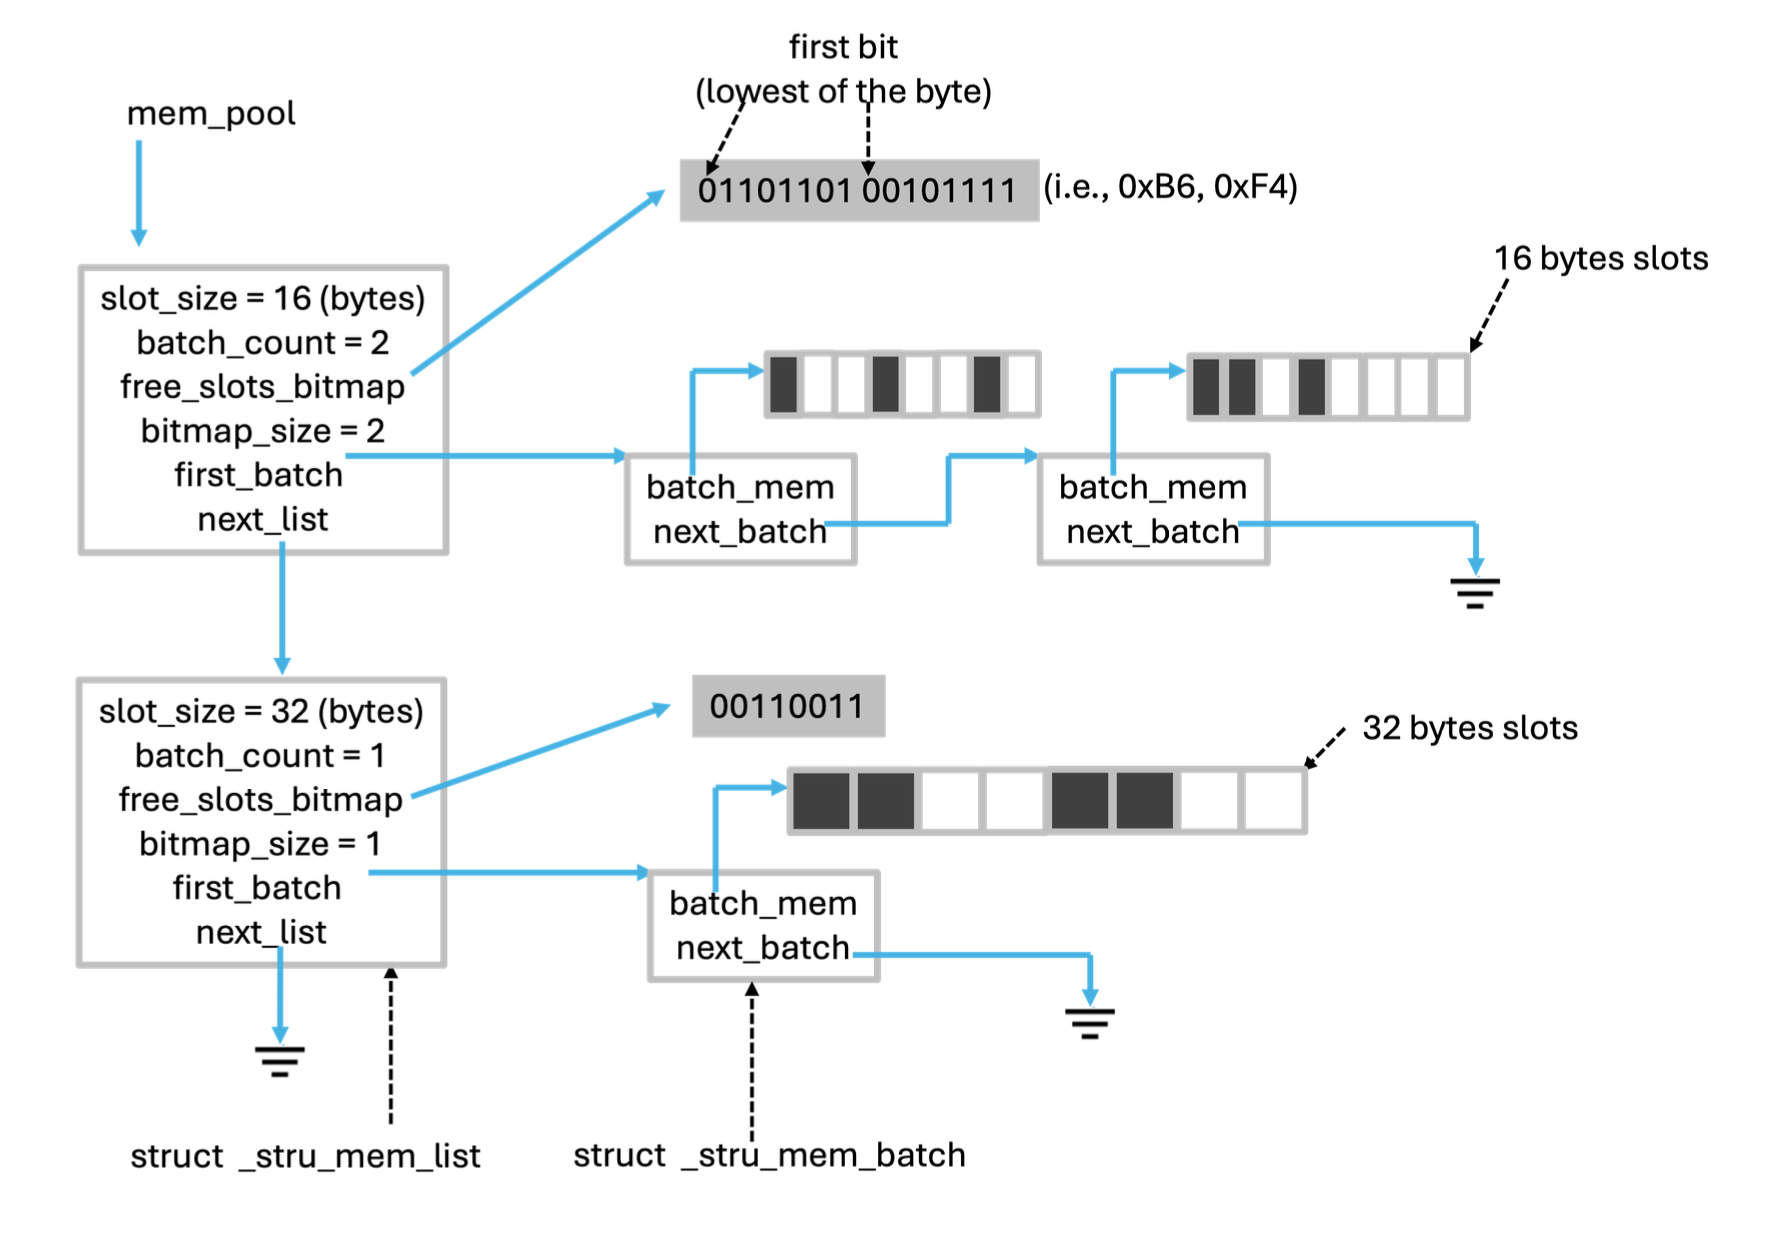 first bit
(lowest of the byte)
mem_pool
01101101 00101111 (i.e., 0xB6, 0xF4)
16 bytes slots
slot_size = 16 (bytes)
batch_count = 2
free_slots_bitmap
bitmap_size = 2
first_batch
next_list
batch_mem
next_batch
batch_mem
next_batch
slot_size = 32 (bytes)
batch_count = 1
free_slots_bitmap
bitmap_size = 1
first_batch
next_list
00110011
32 bytes slots
batch_mem
next_batch
struct _stru_mem_list
struct _stru_mem_batch